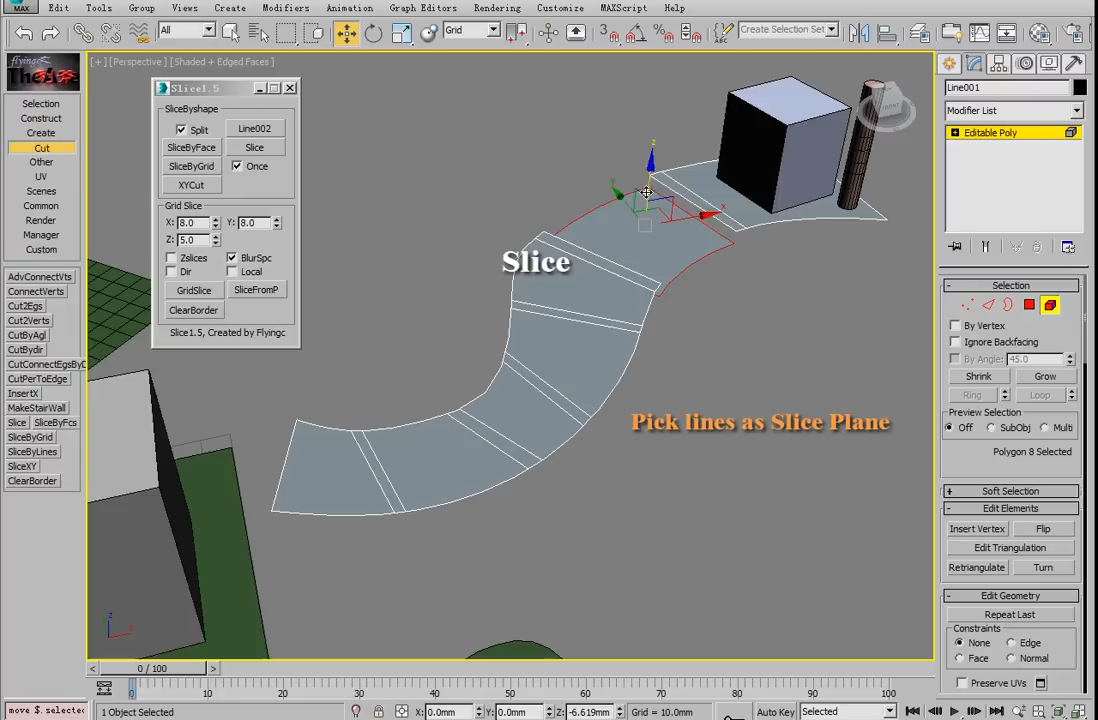 MAX Edit Tools Group Views Create Modifiers Animation Graph Editors Rendering Customize MAXScript Help
All
Grid
Create Selection Set
[+][Perspective][Shaded + Edged Faces]
Selection
Construct
Create
Cut
Other
UV
Scenes
Common
Render
Manager
Custom
AdvConnectVts
ConnectVerts
Cut2Egs
Cut2Verts
CutByAgl
CutBydir
CutConnectEgsByD
CutPerToEdge
InsertX
MakeStairWall
Slice SliceByFcs
SliceByGrid
SliceByLines
SliceXY
ClearBorder
Slice1.5
SliceByshape
Split Line002
SliceByFace Slice
SliceByGrid Once
XYCut
Grid Slice
X: 8.0 Y: 8.0
Z: 5.0
Zslices BlurSpc
Dir Local
GridSlice SliceFromP
ClearBorder
Slice1.5, Created by Flyingc
Slice
Pick lines as Slice Plane
Line001
Modifier List
Editable Poly
Selection
By Vertex
Ignore Backfacing
By Angle: 45.0
Shrink Grow
Ring Loop
Preview Selection
Off SubObj Multi
Polygon 8 Selected
Soft Selection
Edit Elements
Insert Vertex Flip
Edit Triangulation
Retriangulate Turn
Edit Geometry
Repeat Last
Constraints
None Edge
Face Normal
Preserve UVs
0 / 100
0 10 20 30 40 50 60 70 80 90 100
move $.selected
1 Object Selected
X: 0.0mm Y: 0.0mm Z: -6.619mm Grid = 10.0mm
Auto Key Selected